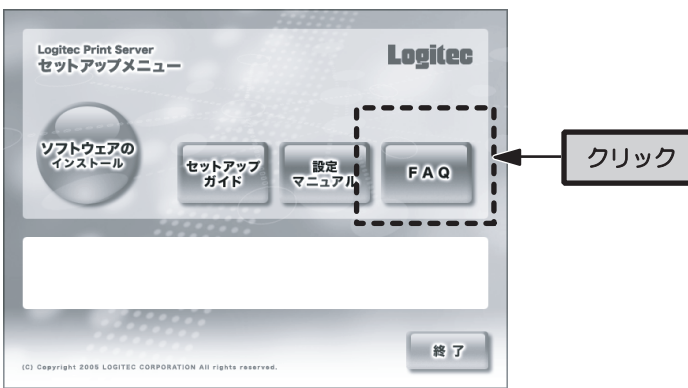 Logitec Print Server
セットアップメニュー
Logitec
ソフトウェアの
インストール
セットアップ
ガイド
設定
マニュアル
FAQ
クリック
終了
(C) Copyright 2005 LOGITEC CORPORATION All rights reserved.